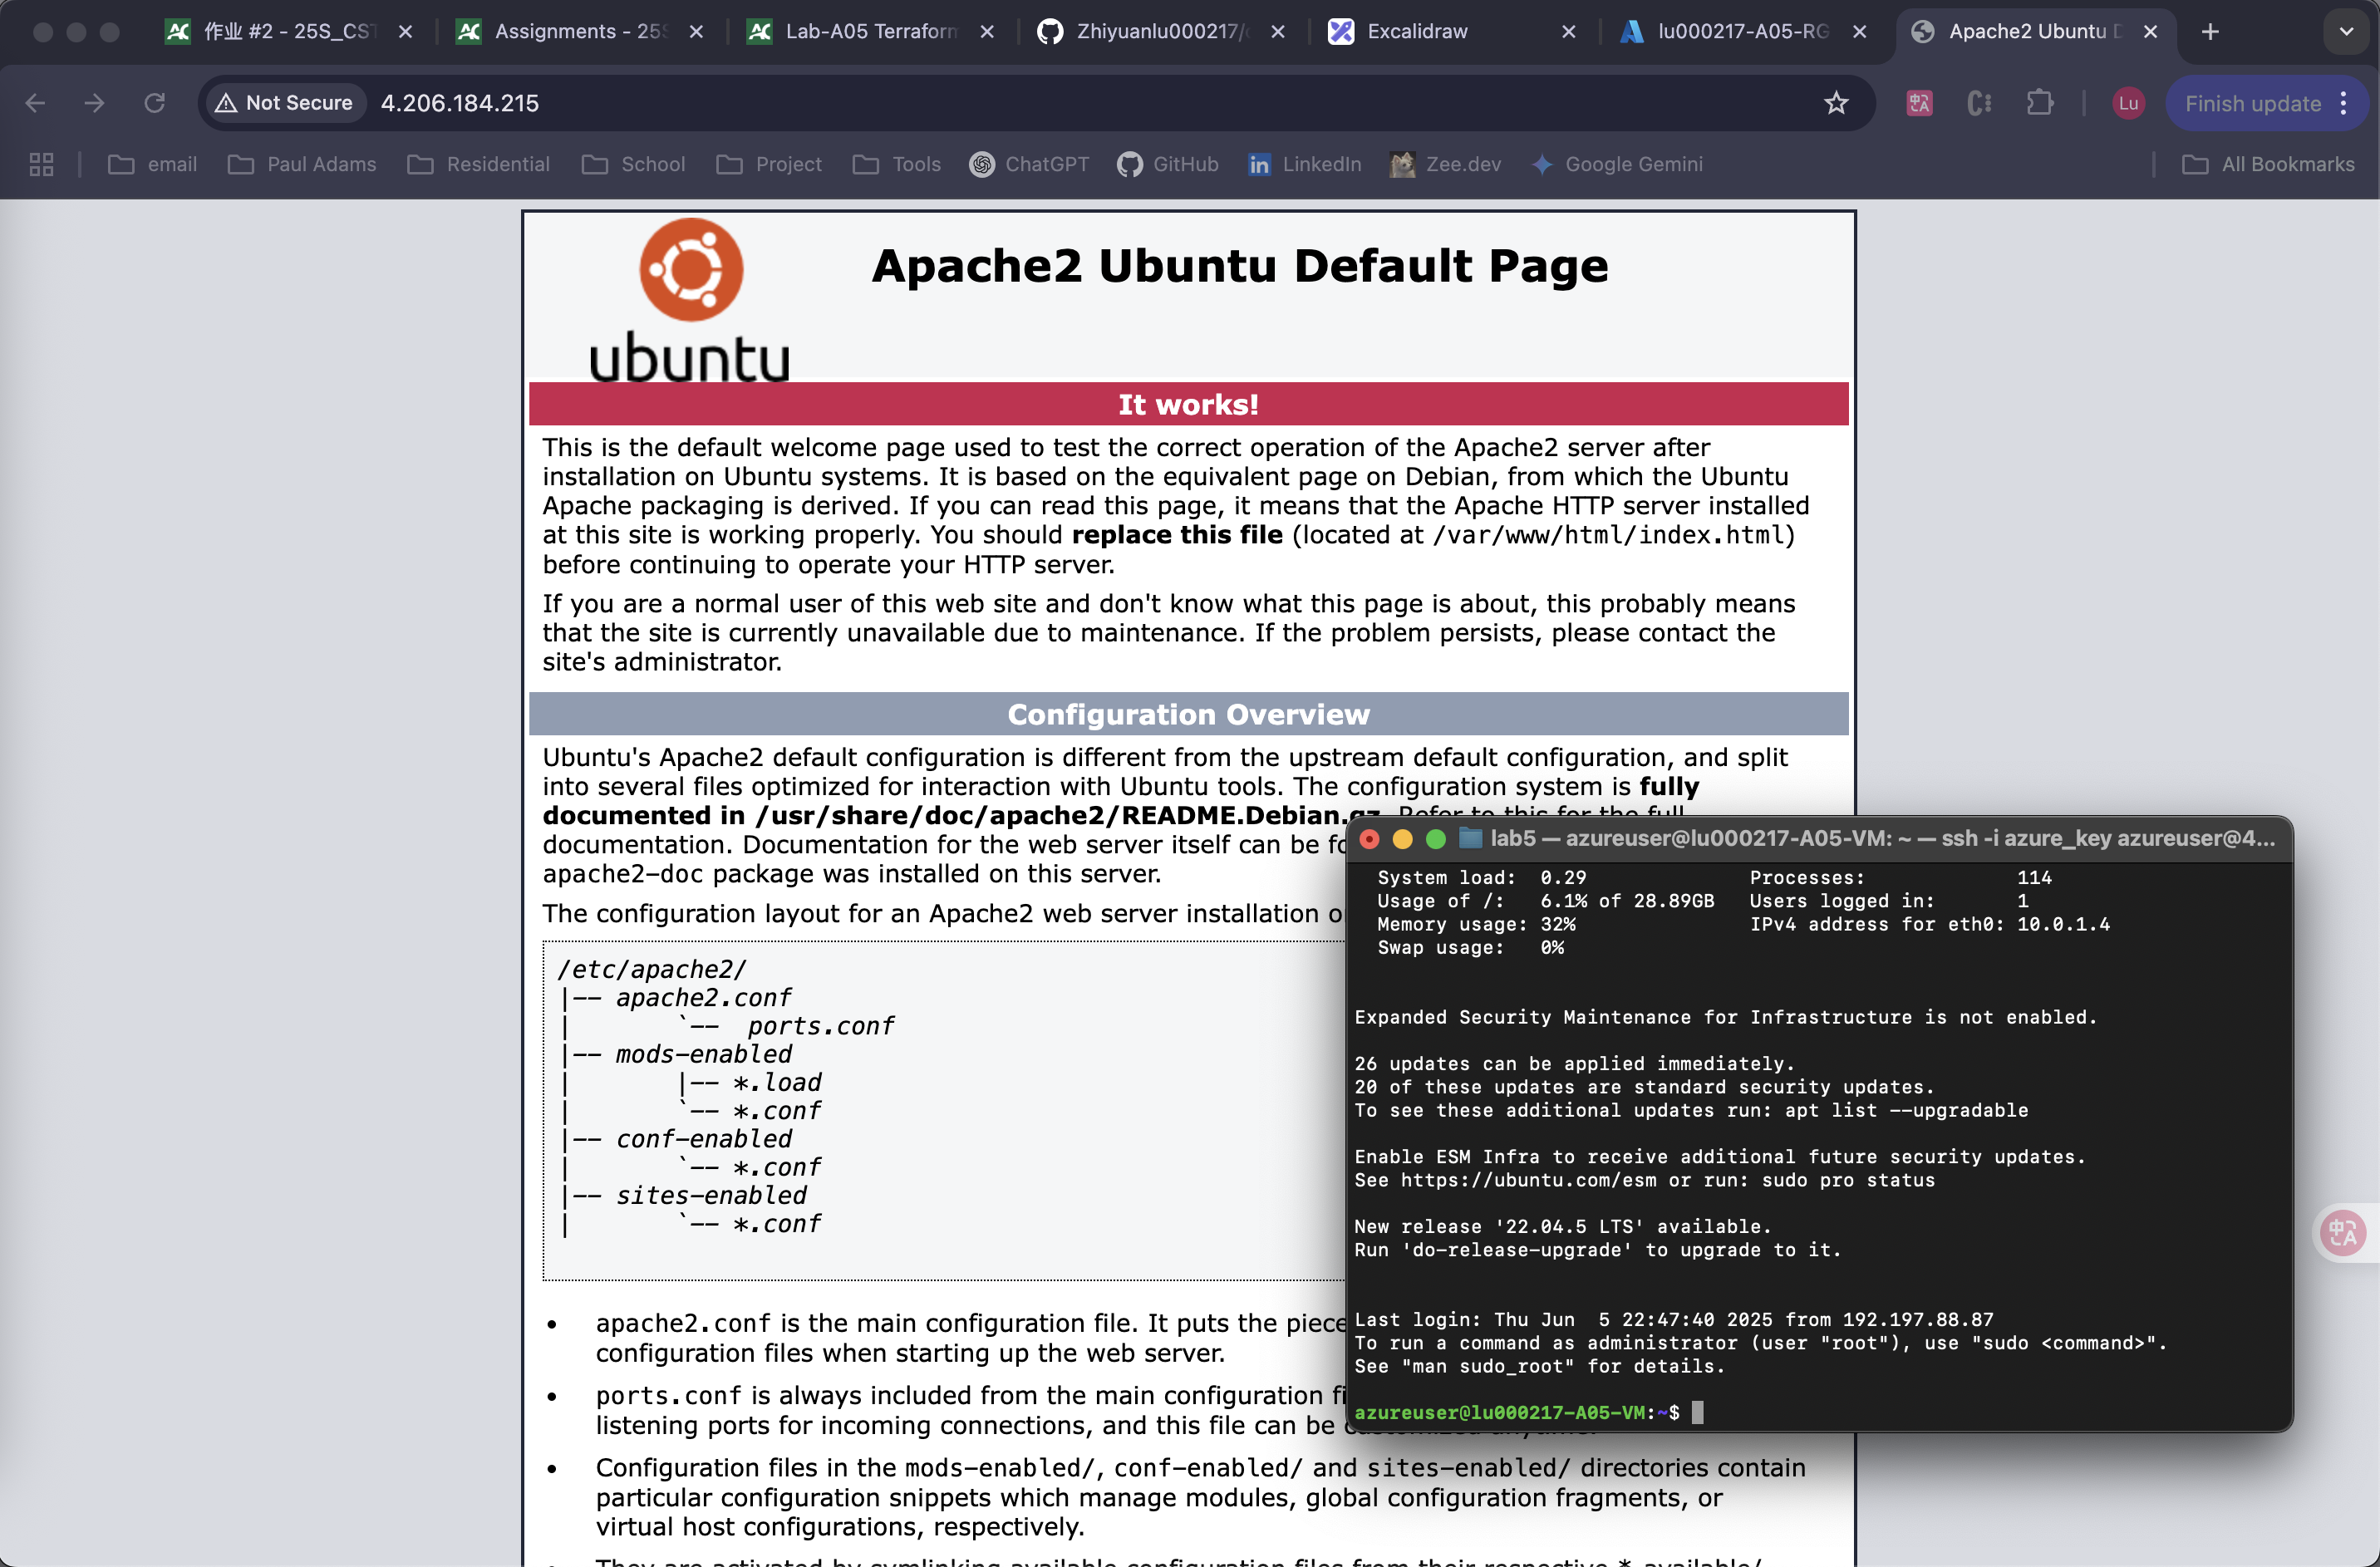 作业 #2 - 25S_CST
Assignments - 25S
Lab-A05 Terraform
Zhiyuanlu000217/c
Excalidraw
lu000217-A05-RG
Apache2 Ubuntu D
Not Secure
4.206.184.215
Lu
Finish update
email
Paul Adams
Residential
School
Project
Tools
ChatGPT
GitHub
LinkedIn
Zee.dev
Google Gemini
All Bookmarks
ubuntu
Apache2 Ubuntu Default Page
It works!
This is the default welcome page used to test the correct operation of the Apache2 server after
installation on Ubuntu systems. It is based on the equivalent page on Debian, from which the Ubuntu
Apache packaging is derived. If you can read this page, it means that the Apache HTTP server installed
at this site is working properly. You should replace this file (located at /var/www/html/index.html)
before continuing to operate your HTTP server.
If you are a normal user of this web site and don't know what this page is about, this probably means
that the site is currently unavailable due to maintenance. If the problem persists, please contact the
site's administrator.
Configuration Overview
Ubuntu's Apache2 default configuration is different from the upstream default configuration, and split
into several files optimized for interaction with Ubuntu tools. The configuration system is fully
documented in /usr/share/doc/apache2/README.Debian.gz. Refer to this for the full
documentation. Documentation for the web server itself can be fo
apache2-doc package was installed on this server.
The configuration layout for an Apache2 web server installation o
/etc/apache2/
|-- apache2.conf
|       `--  ports.conf
|-- mods-enabled
|       |-- *.load
|       `-- *.conf
|-- conf-enabled
|       `-- *.conf
|-- sites-enabled
|       `-- *.conf
• apache2.conf is the main configuration file. It puts the piece
configuration files when starting up the web server.
• ports.conf is always included from the main configuration fi
listening ports for incoming connections, and this file can be customized anytime.
• Configuration files in the mods-enabled/, conf-enabled/ and sites-enabled/ directories contain
particular configuration snippets which manage modules, global configuration fragments, or
virtual host configurations, respectively.
• They are activated by symlinking available configuration files from their respective *-available/
lab5 — azureuser@lu000217-A05-VM: ~ — ssh -i azure_key azureuser@4...
System load:  0.29              Processes:             114
Usage of /:   6.1% of 28.89GB   Users logged in:       1
Memory usage: 32%               IPv4 address for eth0: 10.0.1.4
Swap usage:   0%
Expanded Security Maintenance for Infrastructure is not enabled.
26 updates can be applied immediately.
20 of these updates are standard security updates.
To see these additional updates run: apt list --upgradable
Enable ESM Infra to receive additional future security updates.
See https://ubuntu.com/esm or run: sudo pro status
New release '22.04.5 LTS' available.
Run 'do-release-upgrade' to upgrade to it.
Last login: Thu Jun  5 22:47:40 2025 from 192.197.88.87
To run a command as administrator (user "root"), use "sudo <command>".
See "man sudo_root" for details.
azureuser@lu000217-A05-VM:~$